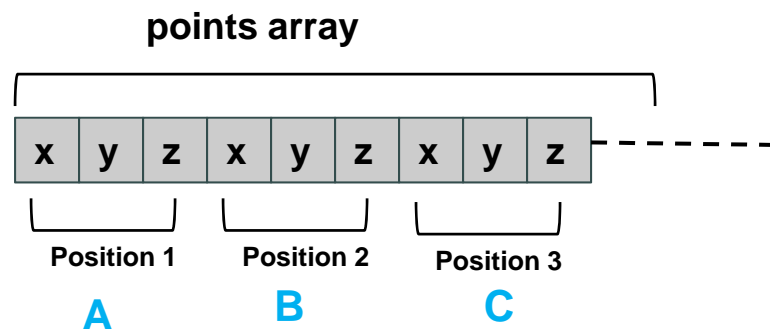 points array
x y z x y z x y z
Position 1 Position 2 Position 3
A B C